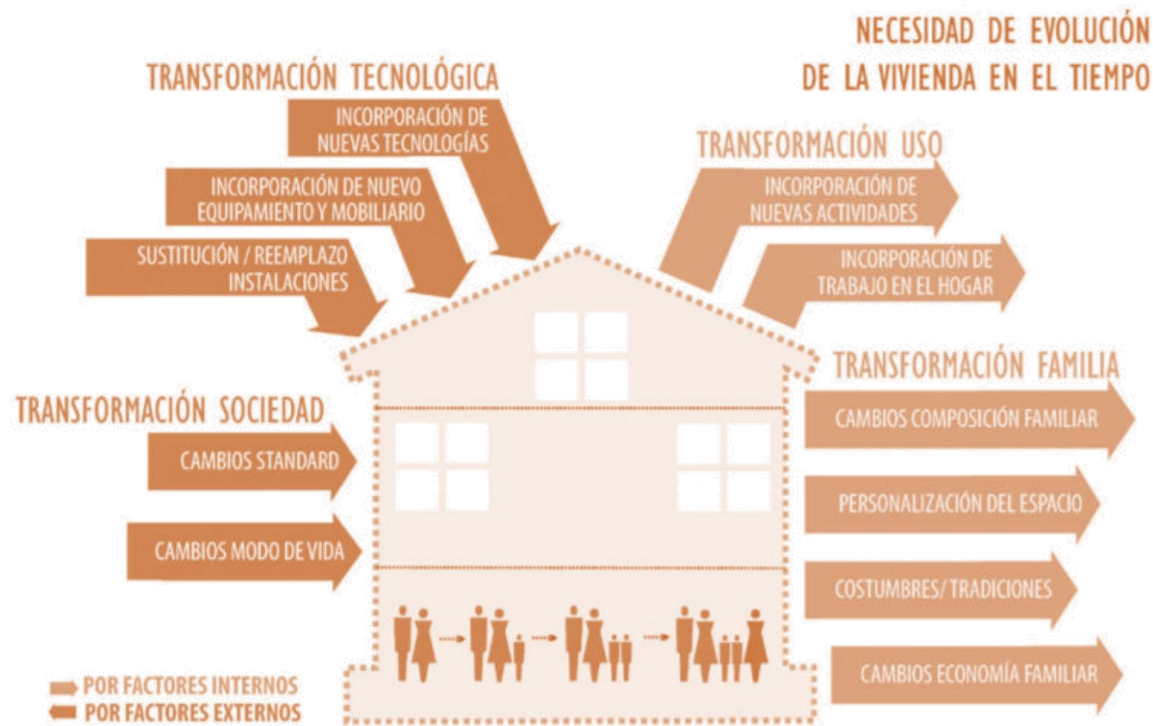 NECESIDAD DE EVOLUCIÓN
DE LA VIVIENDA EN EL TIEMPO
TRANSFORMACIÓN TECNOLÓGICA
INCORPORACIÓN DE
NUEVAS TECNOLOGÍAS
INCORPORACIÓN DE NUEVO
EQUIPAMIENTO Y MOBILIARIO
SUSTITUCIÓN / REEMPLAZO
INSTALACIONES
TRANSFORMACIÓN USO
INCORPORACIÓN DE
NUEVAS ACTIVIDADES
INCORPORACIÓN DE
TRABAJO EN EL HOGAR
TRANSFORMACIÓN SOCIEDAD
CAMBIOS STANDARD
CAMBIOS MODO DE VIDA
TRANSFORMACIÓN FAMILIA
CAMBIOS COMPOSICIÓN FAMILIAR
PERSONALIZACIÓN DEL ESPACIO
COSTUMBRES/ TRADICIONES
CAMBIOS ECONOMÍA FAMILIAR
POR FACTORES INTERNOS
POR FACTORES EXTERNOS